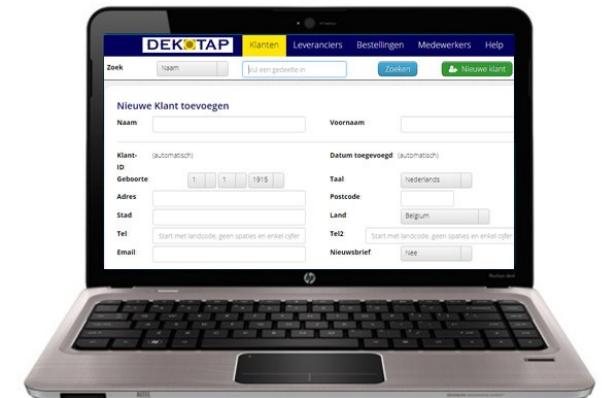 DEKOTAP Klanten Leveranciers Bestellingen Medewerkers Help
Zoek Naam Vul een gedeelte in Zoeken Nieuwe klant
Nieuwe Klant toevoegen
Naam Voornaam
Klant-ID (automatisch) Datum toegevoegd (automatisch)
Geboorte 1 1 1915 Taal Nederlands
Adres Postcode
Stad Land Belgium
Tel Start met landcode, geen spaties en enkel cijfer Tel2 Start met landcode, geen spaties en enkel cijfer
Email Nieuwsbrief Nee
hp